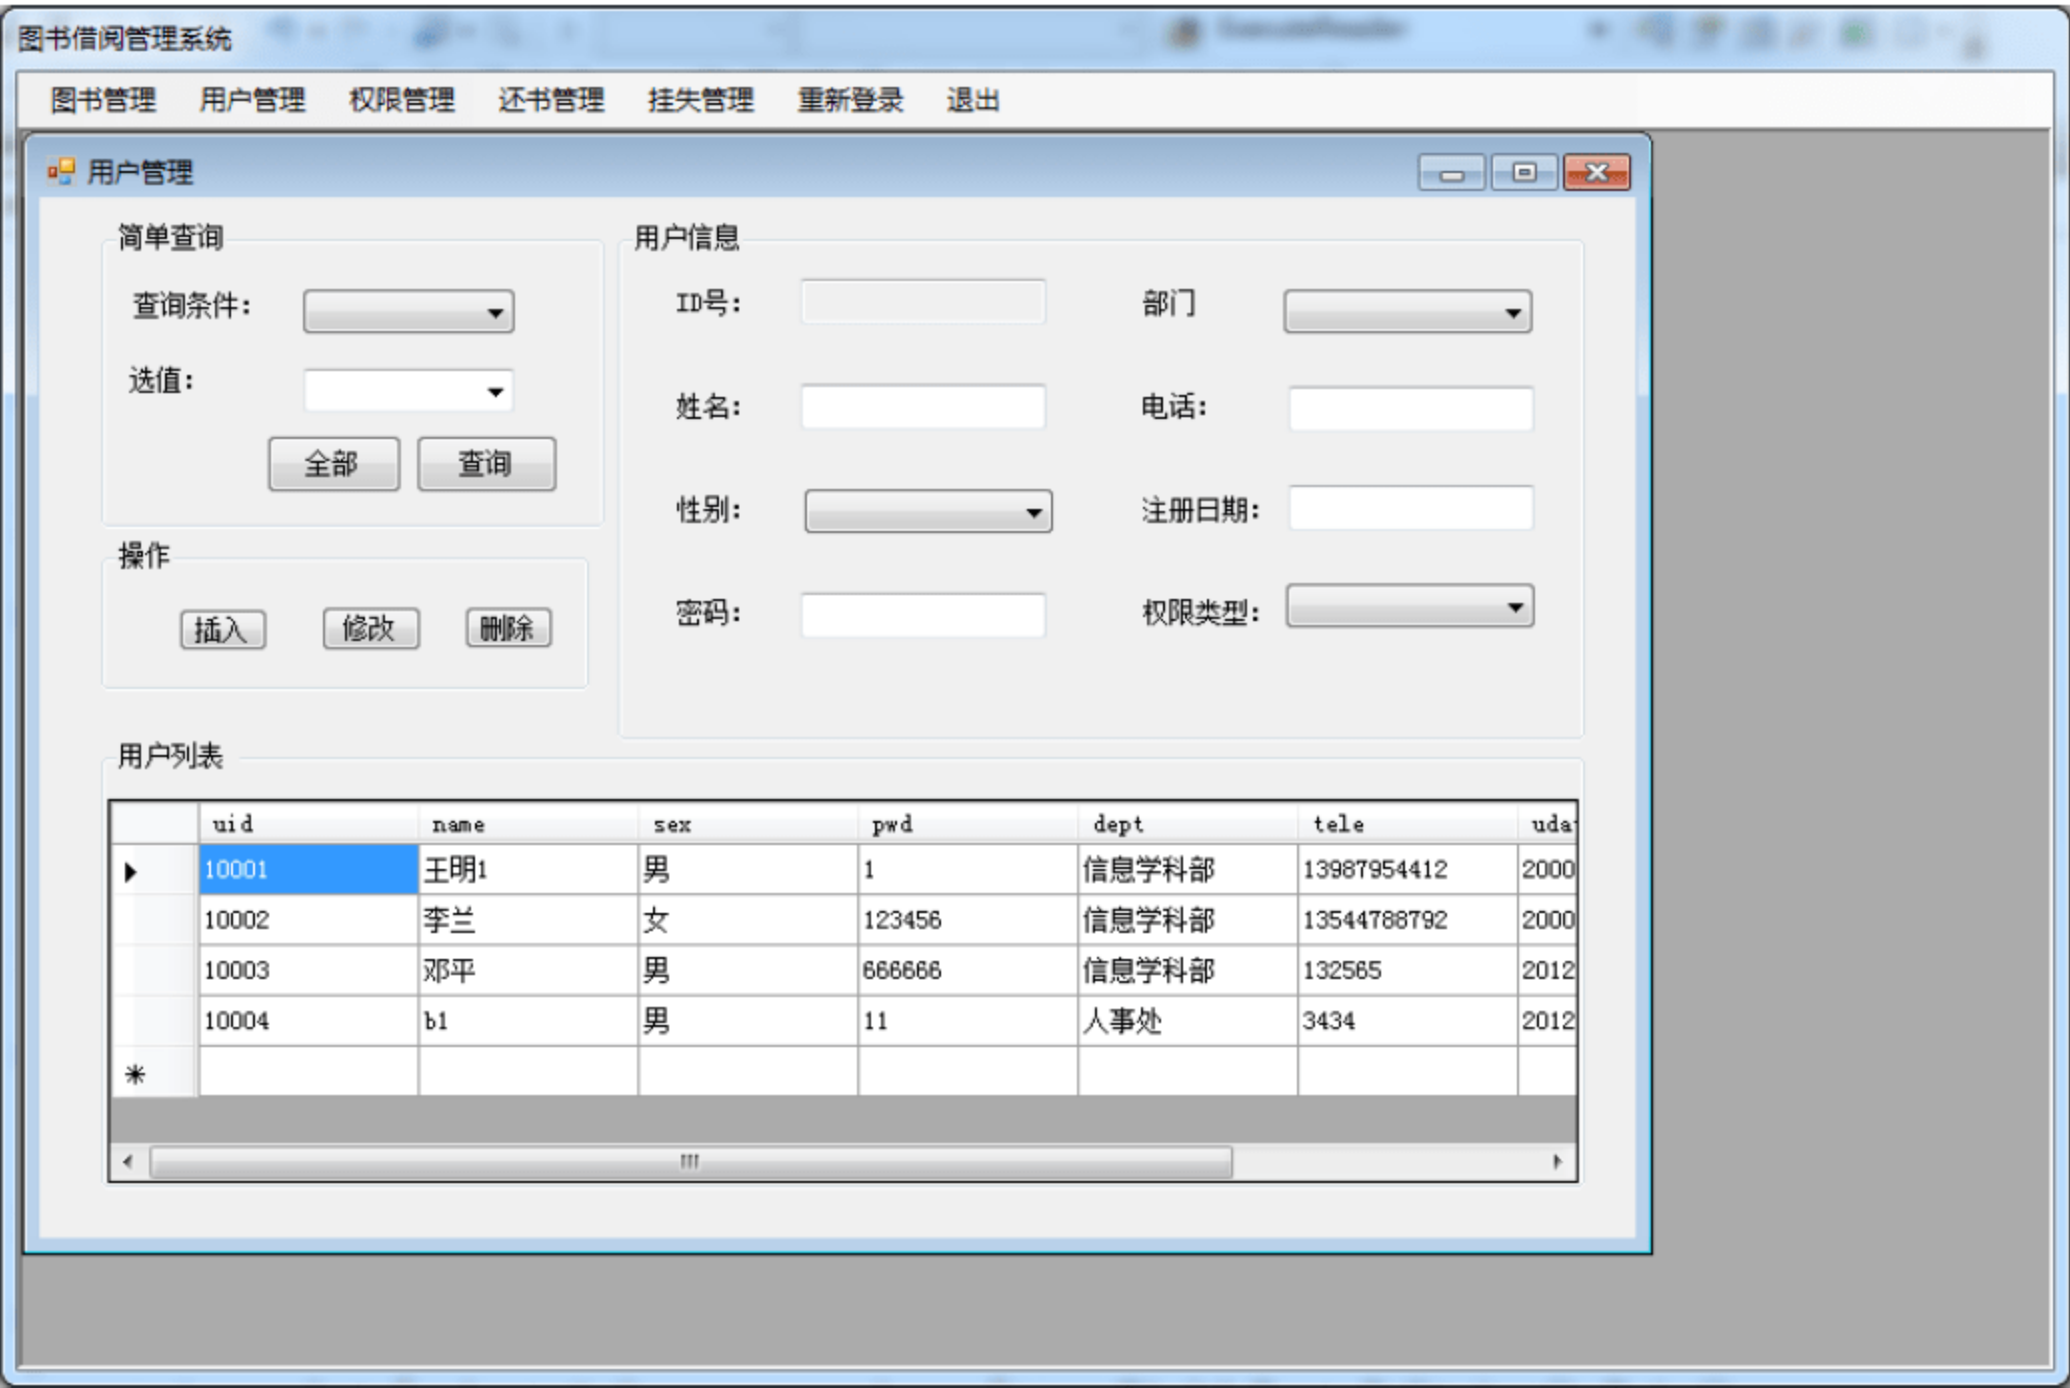 图书借阅管理系统
图书管理 用户管理 权限管理 还书管理 挂失管理 重新登录 退出
用户管理
简单查询
查询条件:
选值:
全部 查询
操作
插入 修改 删除
用户信息
ID号: 部门
姓名: 电话:
性别: 注册日期:
密码: 权限类型:
用户列表
uid name sex pwd dept tele
10001 王明1 男 1 信息学科部 13987954412 2000
10002 李兰 女 123456 信息学科部 13544788792 2000
10003 邓平 男 666666 信息学科部 132565 2012
10004 b1 男 11 人事处 3434 2012